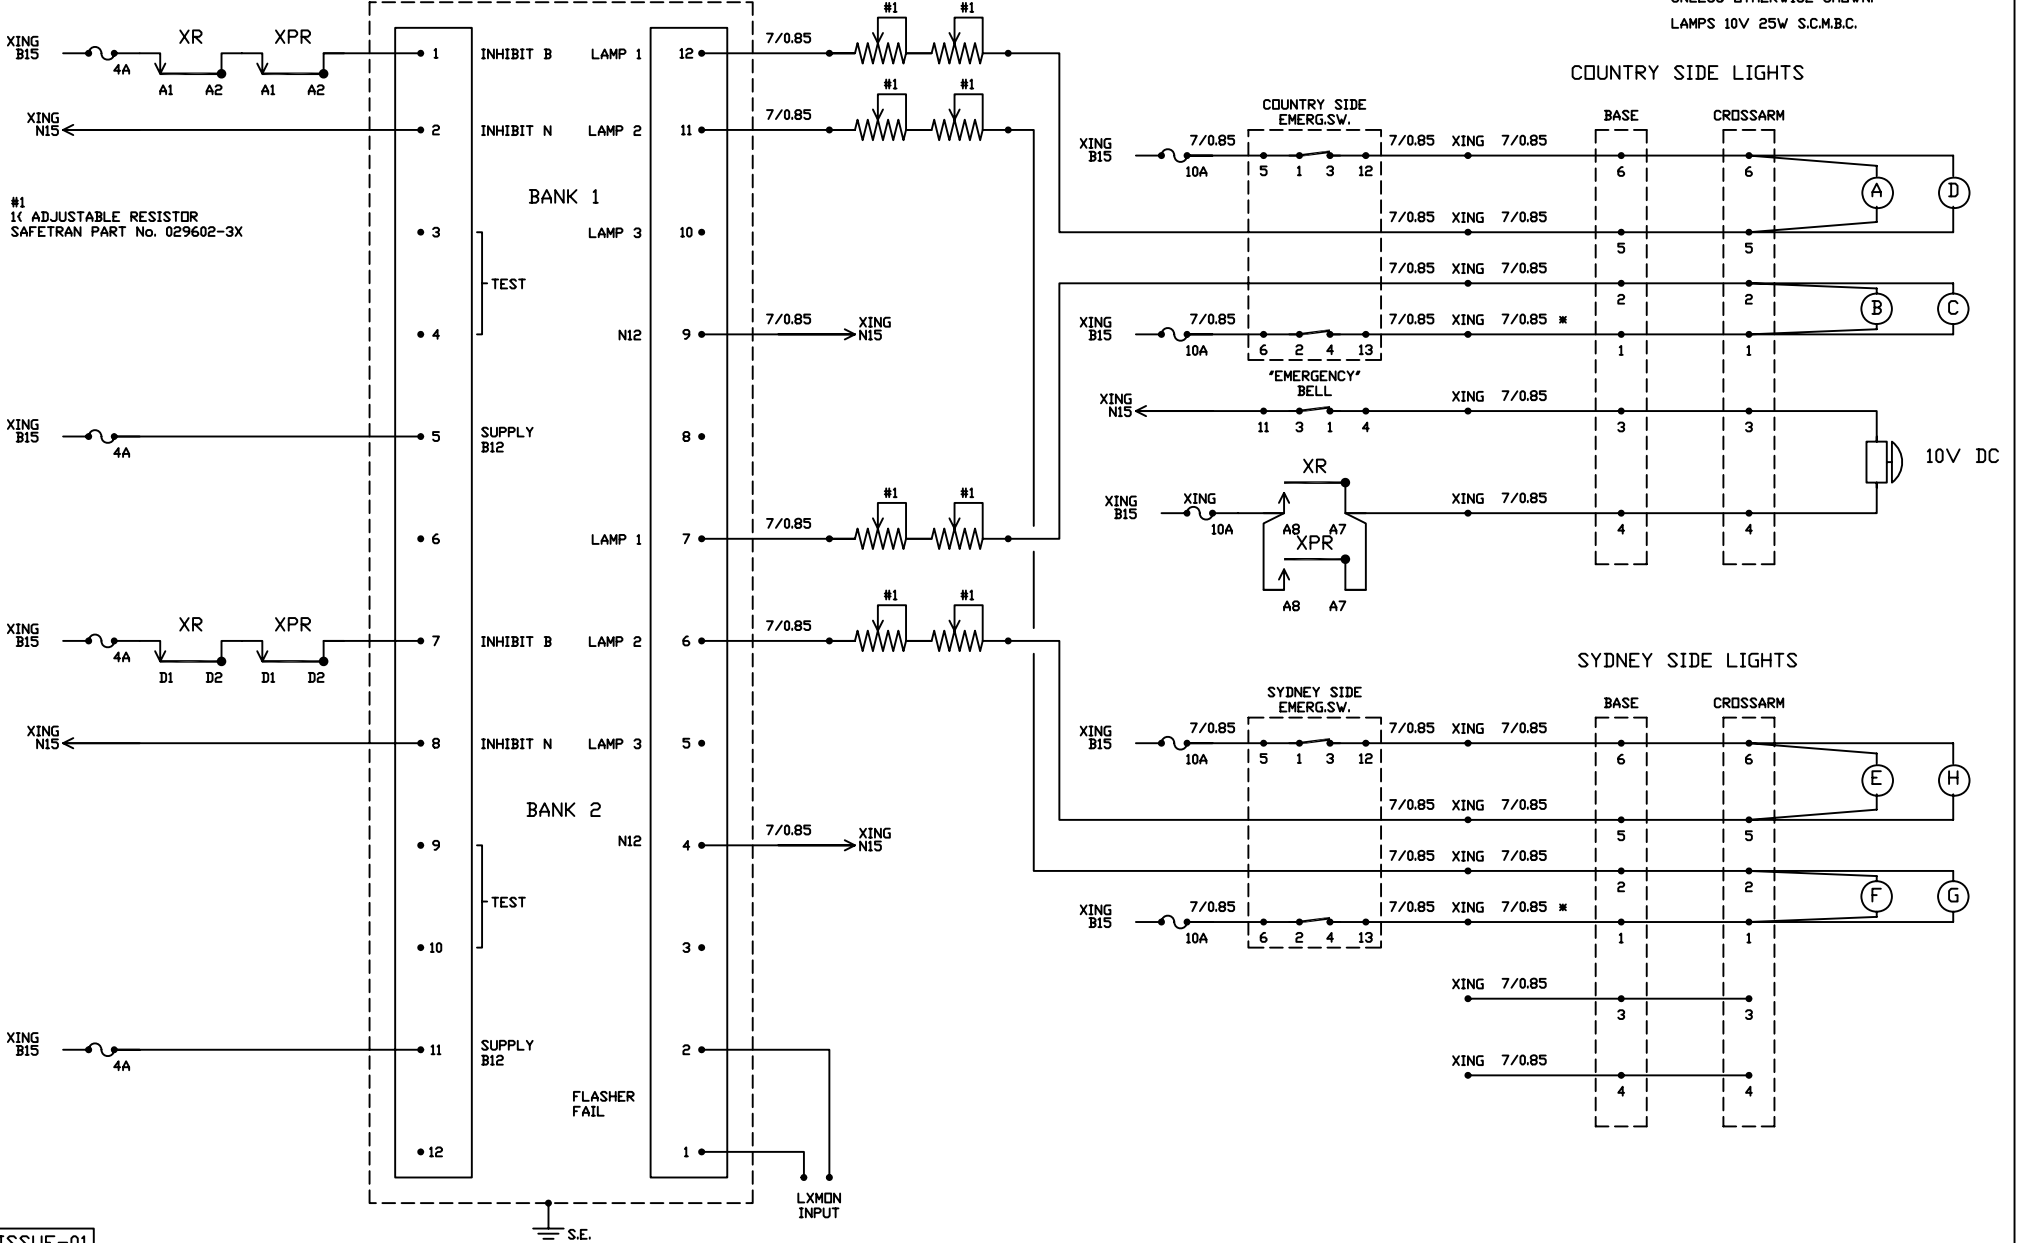 LAMPS 10V 25W S.C.M.B.C.
XING B15
4A
XR
A1 A2
XPR
A1 A2
1 INHIBIT B
LAMP 1 12
7/0.85
#1 #1
XING N15
2 INHIBIT N
LAMP 2 11
7/0.85
#1 #1
#1
1( ADJUSTABLE RESISTOR
SAFETRAN PART No. 029602-3X
BANK 1
3
LAMP 3 10
TEST
4
N12 9
7/0.85
XING N15
XING B15
4A
5 SUPPLY B12
8
6
LAMP 1 7
7/0.85
#1 #1
XING B15
4A
XR
D1 D2
XPR
D1 D2
7 INHIBIT B
LAMP 2 6
7/0.85
#1 #1
XING N15
8 INHIBIT N
LAMP 3 5
BANK 2
9
N12 4
7/0.85
XING N15
TEST
10
3
XING B15
4A
11 SUPPLY B12
2
FLASHER FAIL
12
1
LXMON INPUT
S.E.
COUNTRY SIDE LIGHTS
COUNTRY SIDE EMERG.SW.
BASE
CROSSARM
XING B15
10A
7/0.85
5 1 3 12
7/0.85 XING 7/0.85
6 6
A D
7/0.85 XING 7/0.85
5 5
7/0.85 XING 7/0.85
2 2
B C
XING B15
10A
7/0.85
6 2 4 13
7/0.85 XING 7/0.85 *
1 1
"EMERGENCY" BELL
XING N15
11 3 1 4
XING 7/0.85
3 3
10V DC
XR
XING B15
XING
10A
A8 A7
XPR
A8 A7
XING 7/0.85
4 4
SYDNEY SIDE LIGHTS
SYDNEY SIDE EMERG.SW.
BASE
CROSSARM
XING B15
10A
7/0.85
5 1 3 12
7/0.85 XING 7/0.85
6 6
E H
7/0.85 XING 7/0.85
5 5
7/0.85 XING 7/0.85
2 2
F G
XING B15
10A
7/0.85
6 2 4 13
7/0.85 XING 7/0.85 *
1 1
XING 7/0.85
3 3
XING 7/0.85
4 4